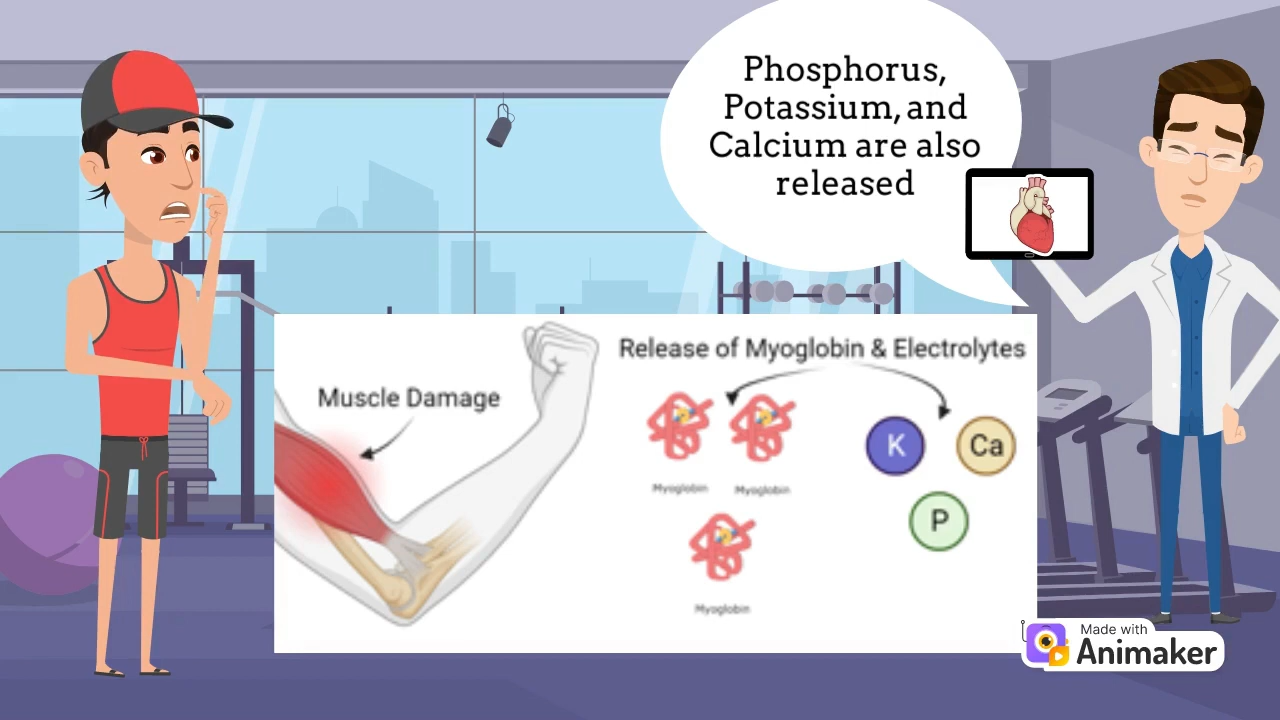 Phosphorus,
Potassium, and
Calcium are also
released
Release of Myoglobin & Electrolytes
Muscle Damage
K
Ca
Myoglobin
Myoglobin
P
Myoglobin
Made with
Animaker